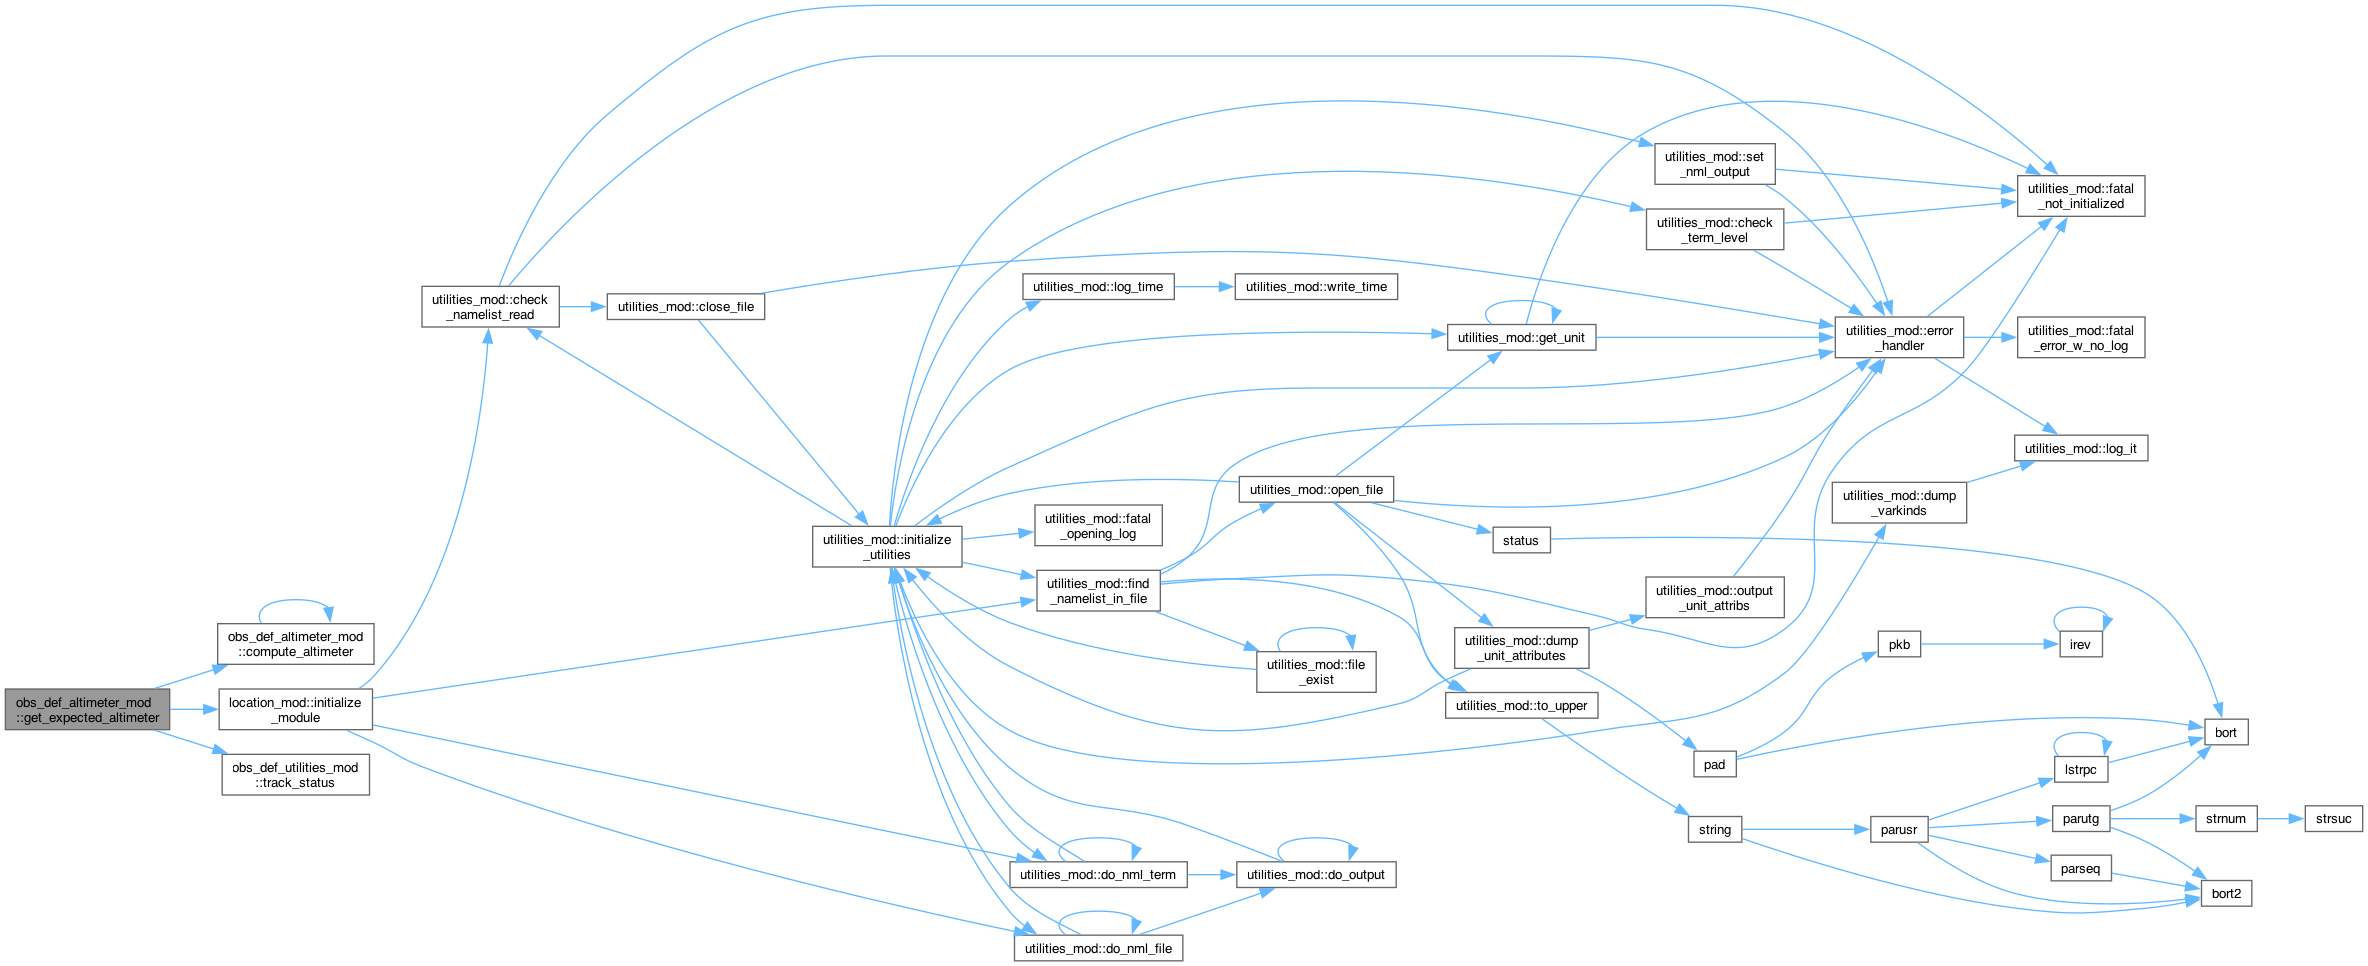 obs_def_altimeter_mod
::get_expected_altimeter
obs_def_altimeter_mod
::compute_altimeter
location_mod::initialize
_module
obs_def_utilities_mod
::track_status
utilities_mod::check
_namelist_read
utilities_mod::close_file
utilities_mod::initialize
_utilities
utilities_mod::log_time
utilities_mod::write_time
utilities_mod::fatal
_opening_log
utilities_mod::find
_namelist_in_file
utilities_mod::open_file
utilities_mod::file
_exist
utilities_mod::do_nml_term
utilities_mod::do_output
utilities_mod::do_nml_file
utilities_mod::get_unit
status
utilities_mod::dump
_unit_attributes
utilities_mod::to_upper
utilities_mod::set
_nml_output
utilities_mod::check
_term_level
utilities_mod::output
_unit_attribs
pad
string
utilities_mod::error
_handler
utilities_mod::dump
_varkinds
pkb
parusr
utilities_mod::fatal
_not_initialized
utilities_mod::fatal
_error_w_no_log
utilities_mod::log_it
irev
lstrpc
parutg
parseq
bort
strnum
strsuc
bort2